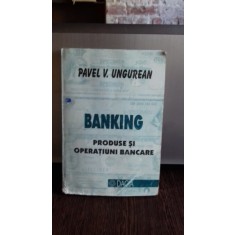 PAVEL V. UNGUREAN
BANKING
PRODUSE ȘI
OPERAȚIUNI BANCARE